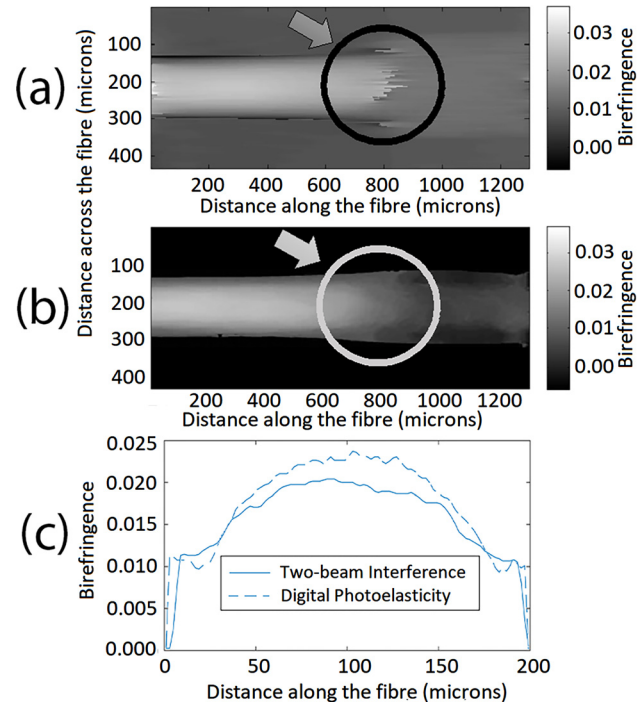 (a)
Distance across the fibre (microns)
100
200
300
400
200 400 600 800 1000 1200
Distance along the fibre (microns)
0.03
0.02
0.01
0.00
Birefringence
(b)
100
200
300
400
200 400 600 800 1000 1200
Distance along the fibre (microns)
0.03
0.02
0.01
0.00
Birefringence
(c)
Birefringence
0.025
0.020
0.015
0.010
0.005
0.000
Two-beam Interference
Digital Photoelasticity
0 50 100 150 200
Distance along the fibre (microns)